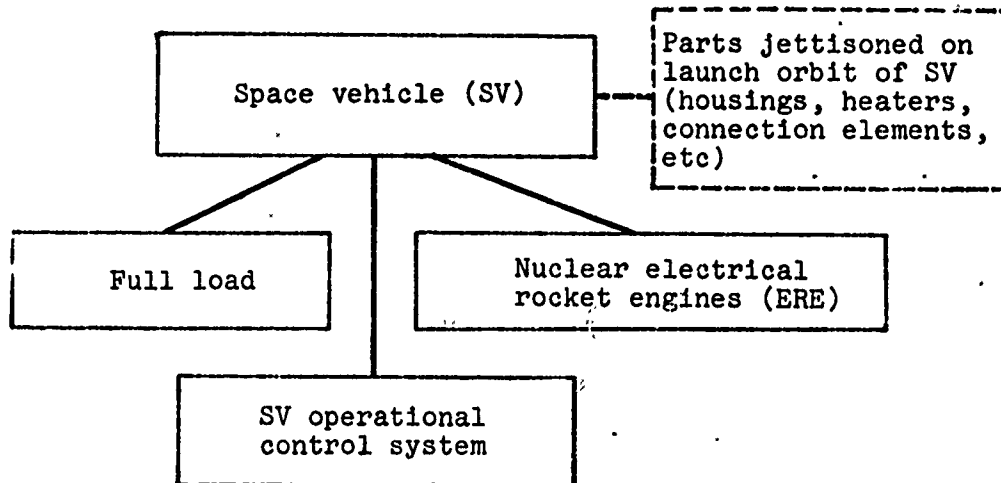 Space vehicle (SV)
Parts jettisoned on
launch orbit of SV
(housings, heaters,
connection elements,
etc)
Full load
Nuclear electrical
rocket engines (ERE)
SV operational
control system